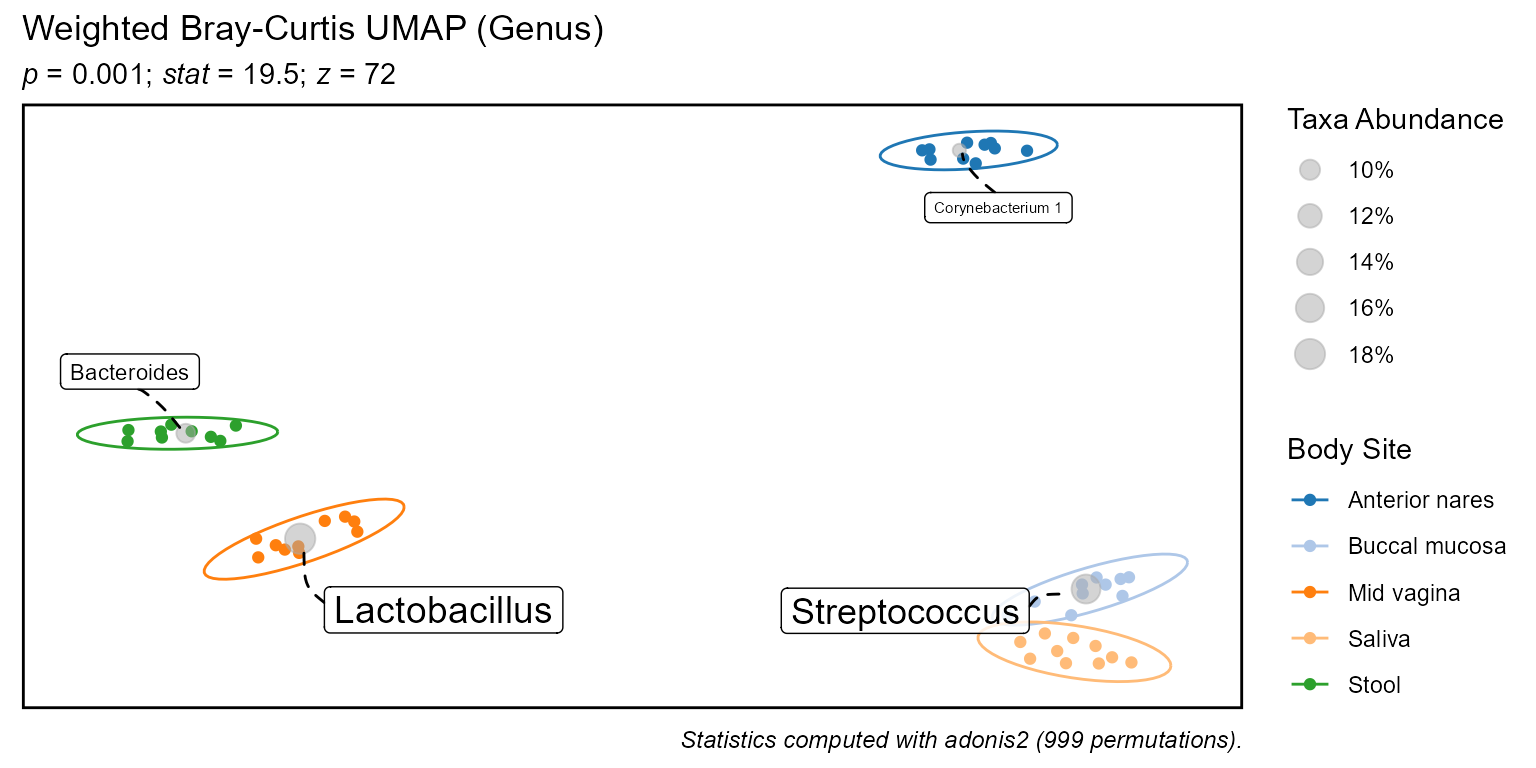 Weighted Bray-Curtis UMAP (Genus)
p = 0.001; stat = 19.5; z = 72
Corynebacterium 1
Bacteroides
Lactobacillus
Streptococcus
Taxa Abundance
10%
12%
14%
16%
18%
Body Site
Anterior nares
Buccal mucosa
Mid vagina
Saliva
Stool
Statistics computed with adonis2 (999 permutations).